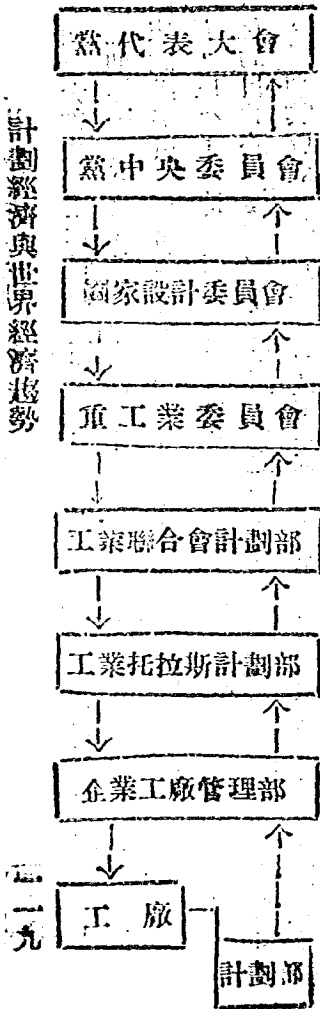 黨代表大會
黨中央委員會
國家設計委員會
重工業委員會
工業聯合會計劃部
工業托拉斯計劃部
企業工廠管理部
工廠
計劃部
計劃經濟與世界經濟趨勢
一九